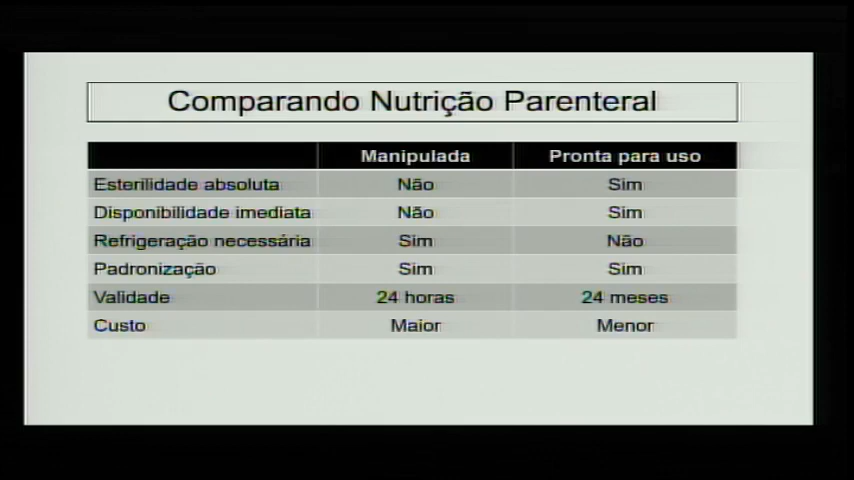 Comparando Nutrição Parenteral
Manipulada Pronta para uso
Esterilidade absoluta Não Sim
Disponibilidade imediata Não Sim
Refrigeração necessária Sim Não
Padronização Sim Sim
Validade 24 horas 24 meses
Custo Maior Menor